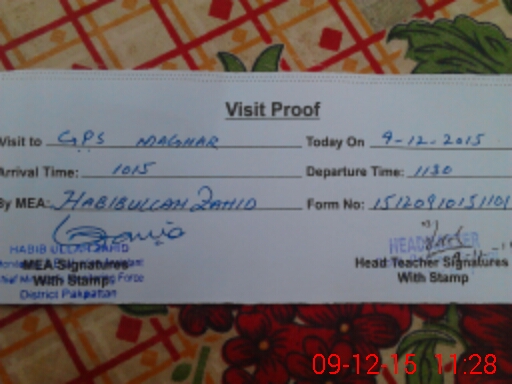 Visit Proof
Visit to GPS MAGHAR Today On 9-12-2015
Arrival Time: 1015 Departure Time: 1130
By MEA: HABIBULLAH ZAHID Form No: 15120910151101
HABIB ULLAH ZAHID
HEAD
MEA Signatures Head Teacher Signatures
With Stamp With Stamp
District Pakpattan
09-12-15 11:28